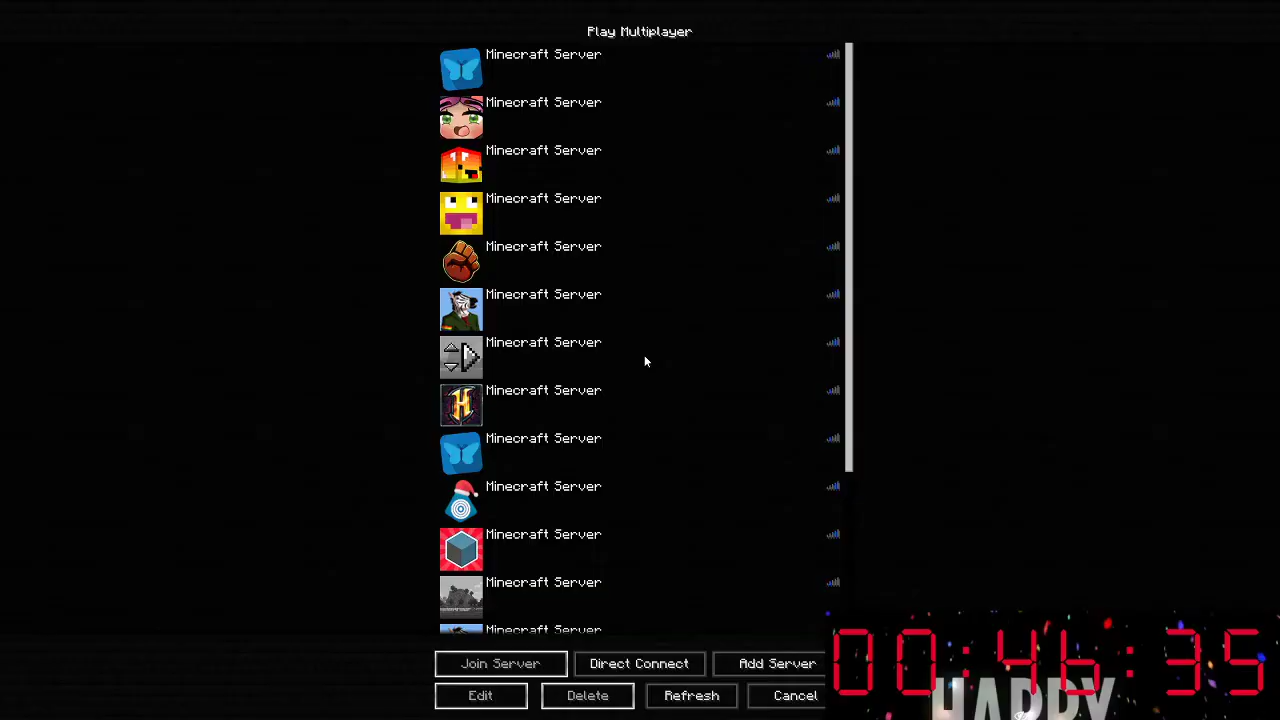 Play Multiplayer
Minecraft Server
Minecraft Server
Minecraft Server
Minecraft Server
Minecraft Server
Minecraft Server
Minecraft Server
H
Minecraft Server
Minecraft Server
Minecraft Server
Minecraft Server
Minecraft Server
Minecraft Server
Join Server
Direct Connect
Add Server
Edit
Delete
Refresh
Cancel
00:46:35
HAPPY